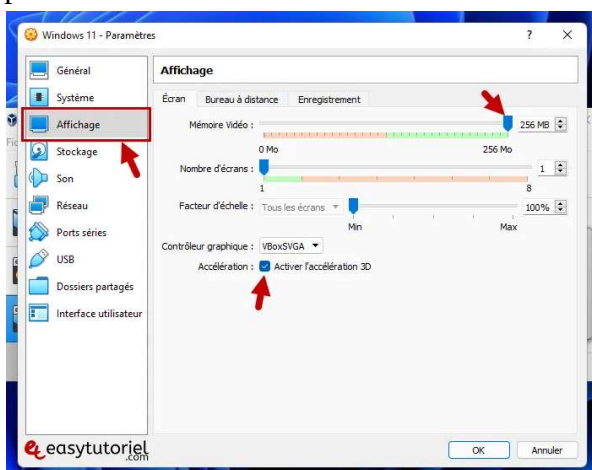 Windows 11 - Paramètres
?
Général
Système
Affichage
Stockage
Son
Réseau
Ports séries
USB
Dossiers partagés
Interface utilisateur
Affichage
Écran Bureau à distance Enregistrement
Mémoire Vidéo : 256 MB
0 Mo 256 Mo
Nombre d'écrans : 1
1 8
Facteur d'échelle : Tous les écrans 100%
Min Max
Contrôleur graphique : VBoxSVGA
Accélération : Activer l'accélération 3D
easytutoriel
.com
OK Annuler